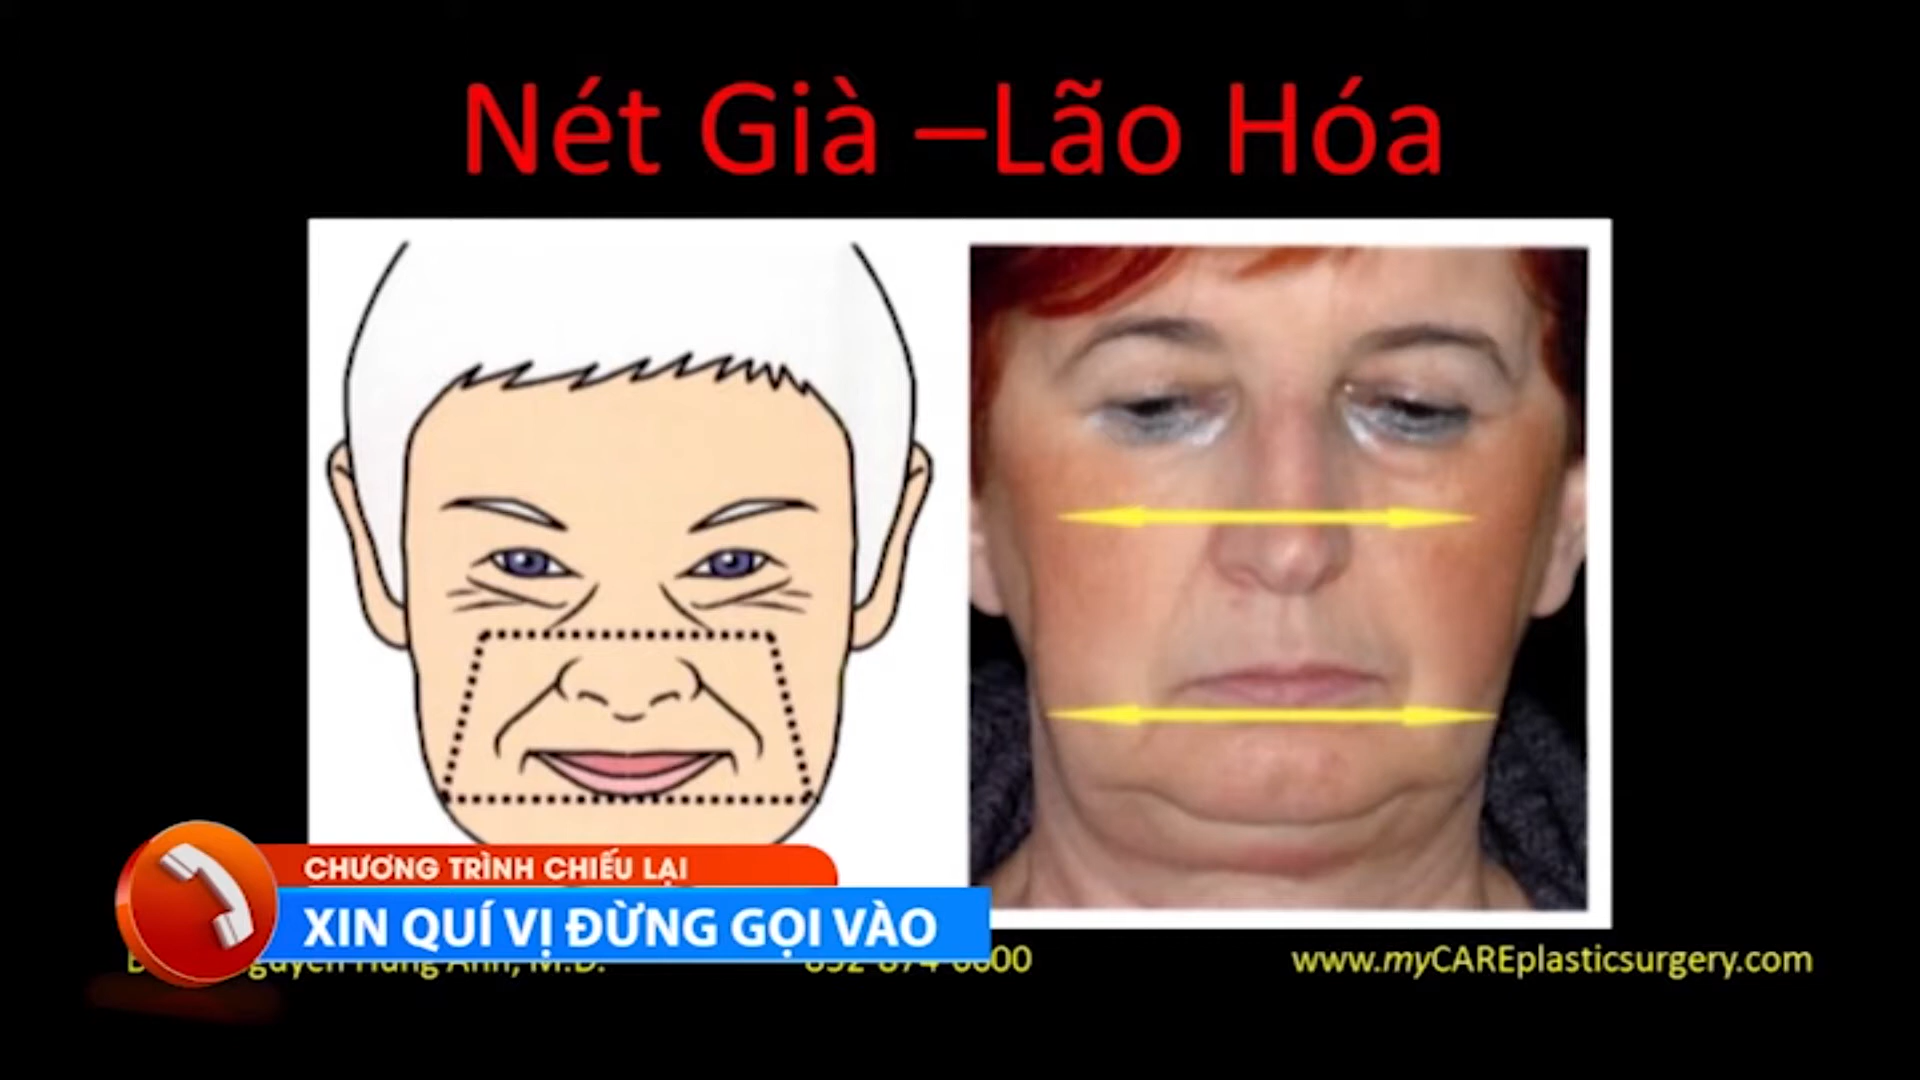 Nét Già –Lão Hóa
CHƯƠNG TRÌNH CHIẾU LẠI
XIN QUÍ VỊ ĐỪNG GỌI VÀO
www.myCAREplasticsurgery.com